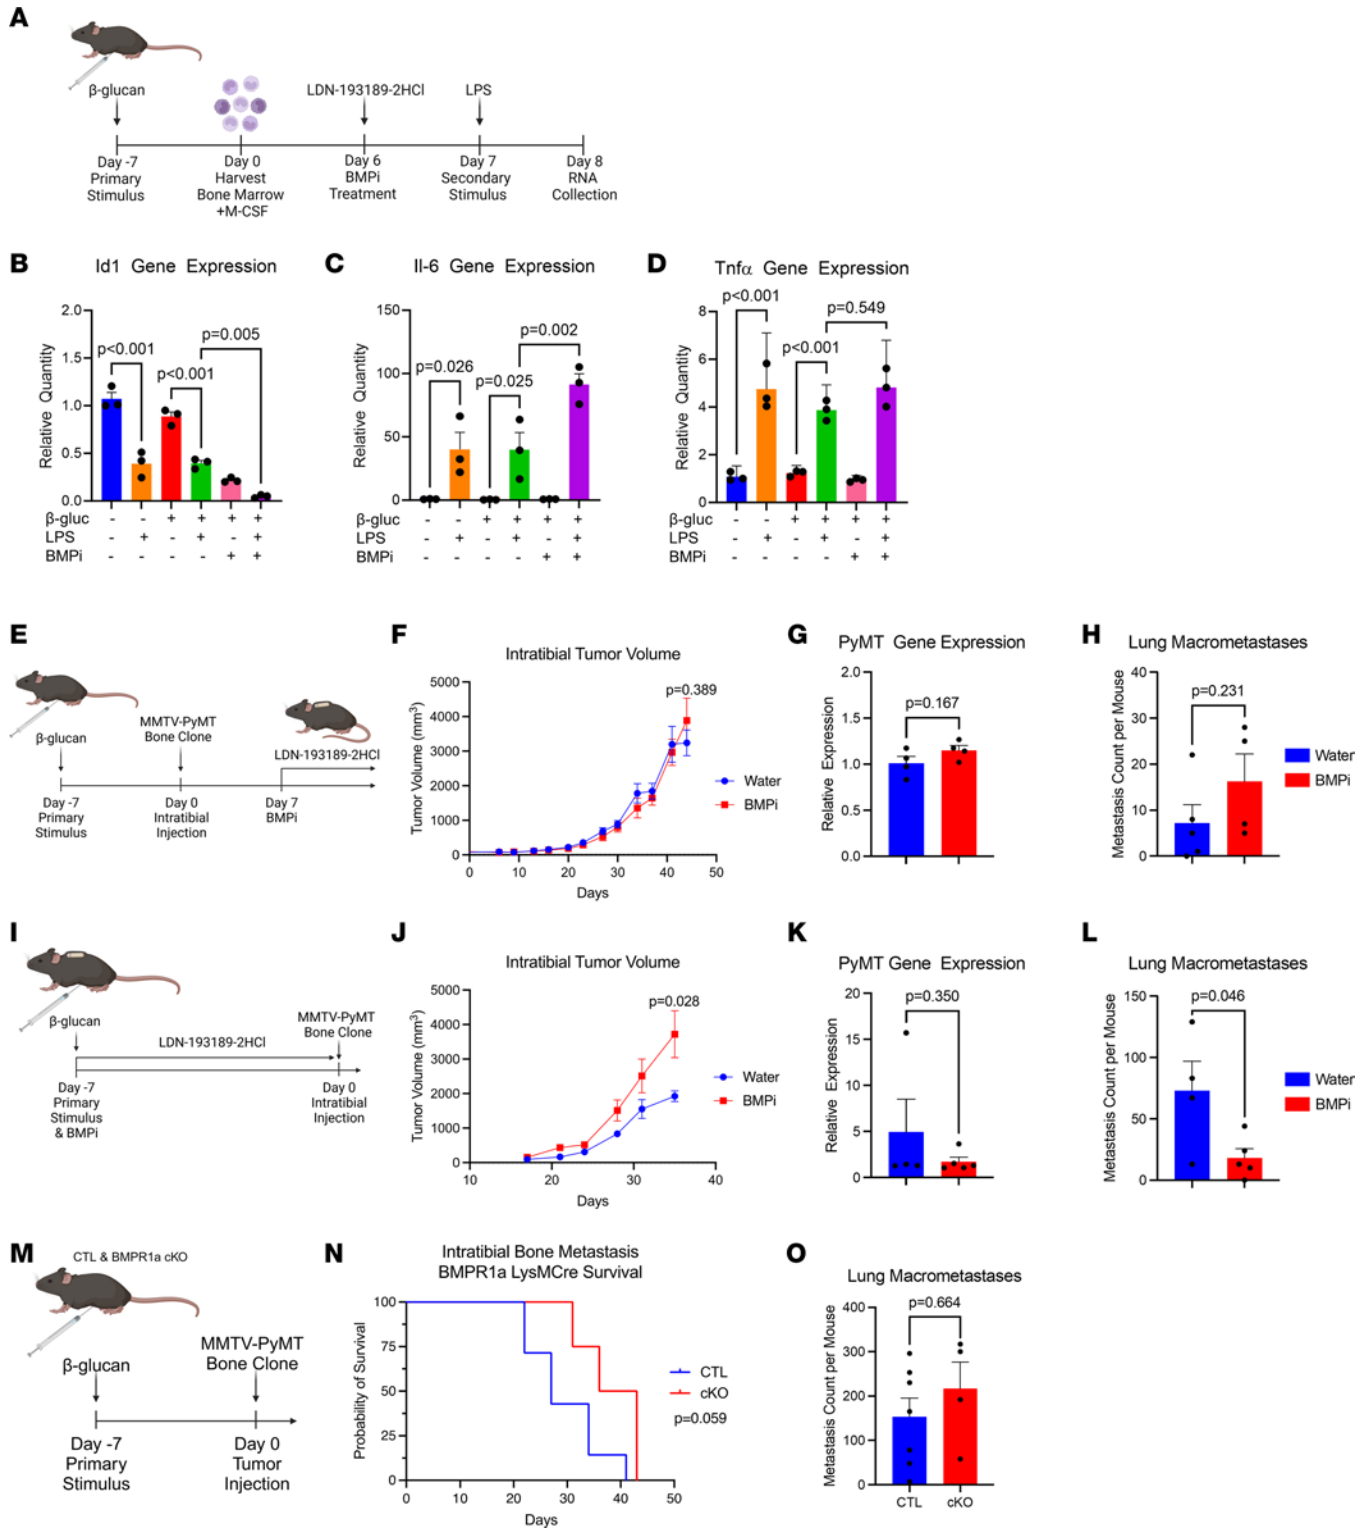 A
β-glucan
LDN-193189-2HCl
LPS
Day -7
Primary
Stimulus
Day 0
Harvest
Bone Marrow
+M-CSF
Day 6
BMPi
Treatment
Day 7
Secondary
Stimulus
Day 8
RNA
Collection
B
Id1 Gene Expression
Relative Quantity
2.0
1.5
1.0
0.5
0.0
p<0.001
p<0.001
p=0.005
β-gluc - - + + + +
LPS - + - + - +
BMPi - - - - + +
C
Il-6 Gene Expression
Relative Quantity
150
100
50
0
p=0.026
p=0.025
p=0.002
β-gluc - - + + + +
LPS - + - + - +
BMPi - - - - + +
D
Tnfα Gene Expression
Relative Quantity
8
6
4
2
0
p<0.001
p<0.001
p=0.549
β-gluc - - + + + +
LPS - + - + - +
BMPi - - - - + +
E
β-glucan
MMTV-PyMT
Bone Clone
LDN-193189-2HCl
Day -7
Primary
Stimulus
Day 0
Intratibial
Injection
Day 7
BMPi
F
Intratibial Tumor Volume
Tumor Volume (mm³)
5000
4000
3000
2000
1000
0
0 10 20 30 40 50
Days
p=0.389
Water
BMPi
G
PyMT Gene Expression
Relative Expression
2.0
1.5
1.0
0.5
0.0
p=0.167
H
Lung Macrometastases
Metastasis Count per Mouse
40
30
20
10
0
p=0.231
Water
BMPi
I
β-glucan
LDN-193189-2HCl
MMTV-PyMT
Bone Clone
Day -7
Primary
Stimulus
& BMPi
Day 0
Intratibial
Injection
J
Intratibial Tumor Volume
Tumor Volume (mm³)
5000
4000
3000
2000
1000
0
10 20 30 40
Days
p=0.028
Water
BMPi
K
PyMT Gene Expression
Relative Expression
20
15
10
5
0
p=0.350
L
Lung Macrometastases
Metastasis Count per Mouse
150
100
50
0
p=0.046
Water
BMPi
M
CTL & BMPR1a cKO
β-glucan
MMTV-PyMT
Bone Clone
Day -7
Primary
Stimulus
Day 0
Tumor
Injection
N
Intratibial Bone Metastasis
BMPR1a LysMCre Survival
Probability of Survival
100
75
50
25
0
0 10 20 30 40 50
Days
CTL
cKO
p=0.059
O
Lung Macrometastases
Metastasis Count per Mouse
400
300
200
100
0
p=0.664
CTL cKO